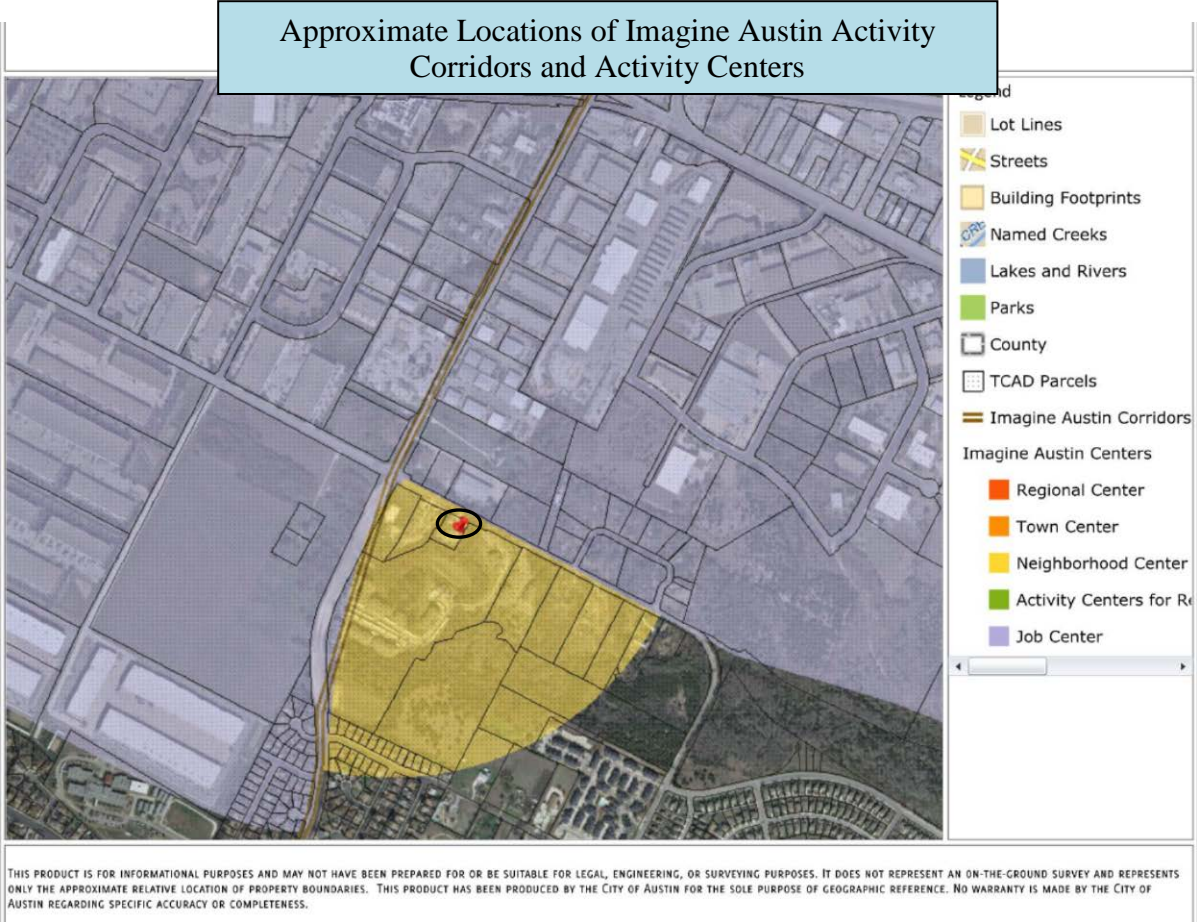 Approximate Locations of Imagine Austin Activity
Corridors and Activity Centers
Legend
Lot Lines
Streets
Building Footprints
CRE
Named Creeks
Lakes and Rivers
Parks
County
TCAD Parcels
Imagine Austin Corridors
Imagine Austin Centers
Regional Center
Town Center
Neighborhood Center
Activity Centers for Re
Job Center
THIS PRODUCT IS FOR INFORMATIONAL PURPOSES AND MAY NOT HAVE BEEN PREPARED FOR OR BE SUITABLE FOR LEGAL, ENGINEERING, OR SURVEYING PURPOSES. IT DOES NOT REPRESENT AN ON-THE-GROUND SURVEY AND REPRESENTS
ONLY THE APPROXIMATE RELATIVE LOCATION OF PROPERTY BOUNDARIES. THIS PRODUCT HAS BEEN PRODUCED BY THE CITY OF AUSTIN FOR THE SOLE PURPOSE OF GEOGRAPHIC REFERENCE. NO WARRANTY IS MADE BY THE CITY OF
AUSTIN REGARDING SPECIFIC ACCURACY OR COMPLETENESS.